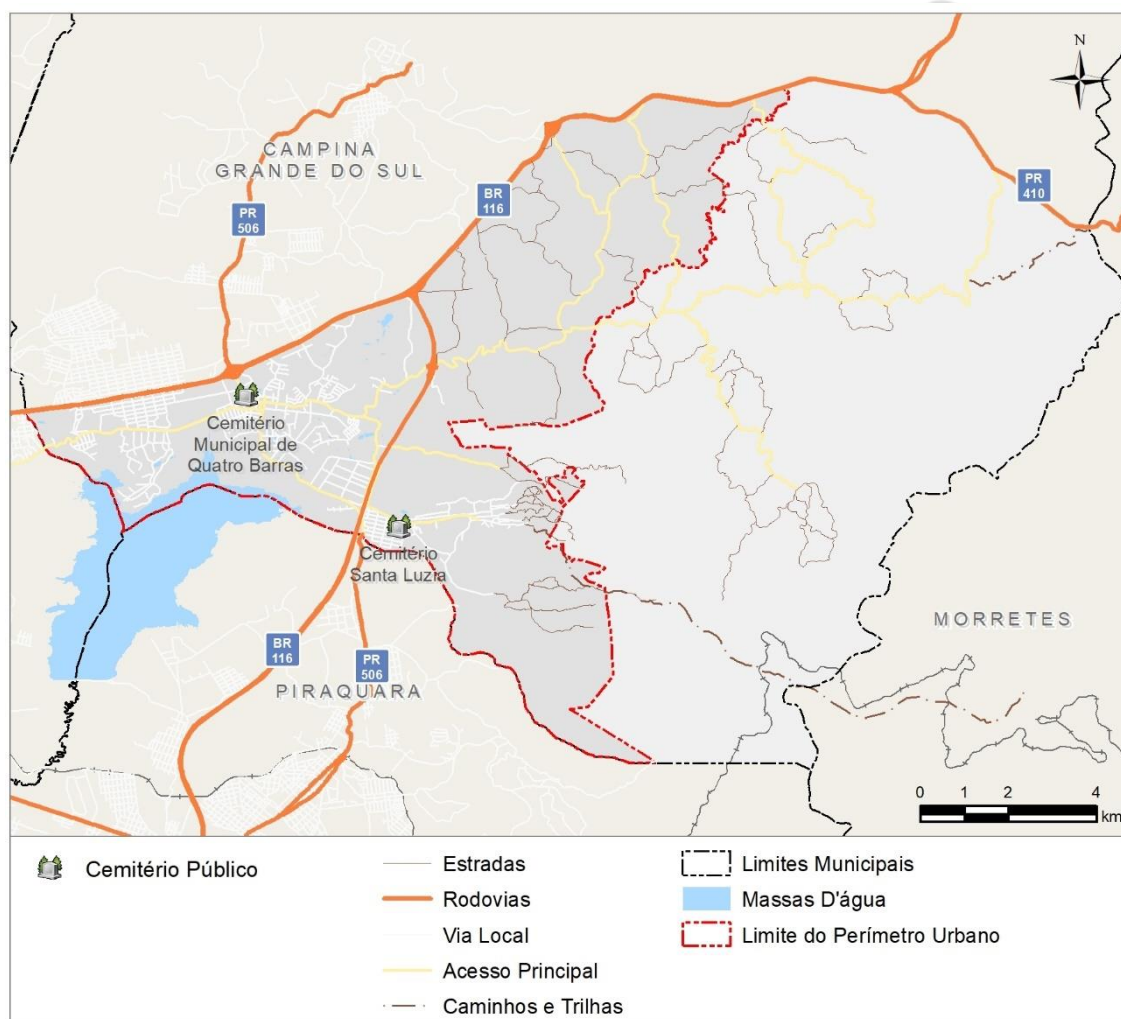 N
CAMPINA
GRANDE DO SUL
PR
506
BR
116
PR
410
Cemitério
Municipal de
Quatro Barras
Cemitério
Santa Luzia
MORRETES
BR
116
PR
506
PIRAQUARA
0 1 2 4
km
Cemitério Público
Estradas
Rodovias
Via Local
Acesso Principal
Caminhos e Trilhas
Limites Municipais
Massas D'água
Limite do Perímetro Urbano